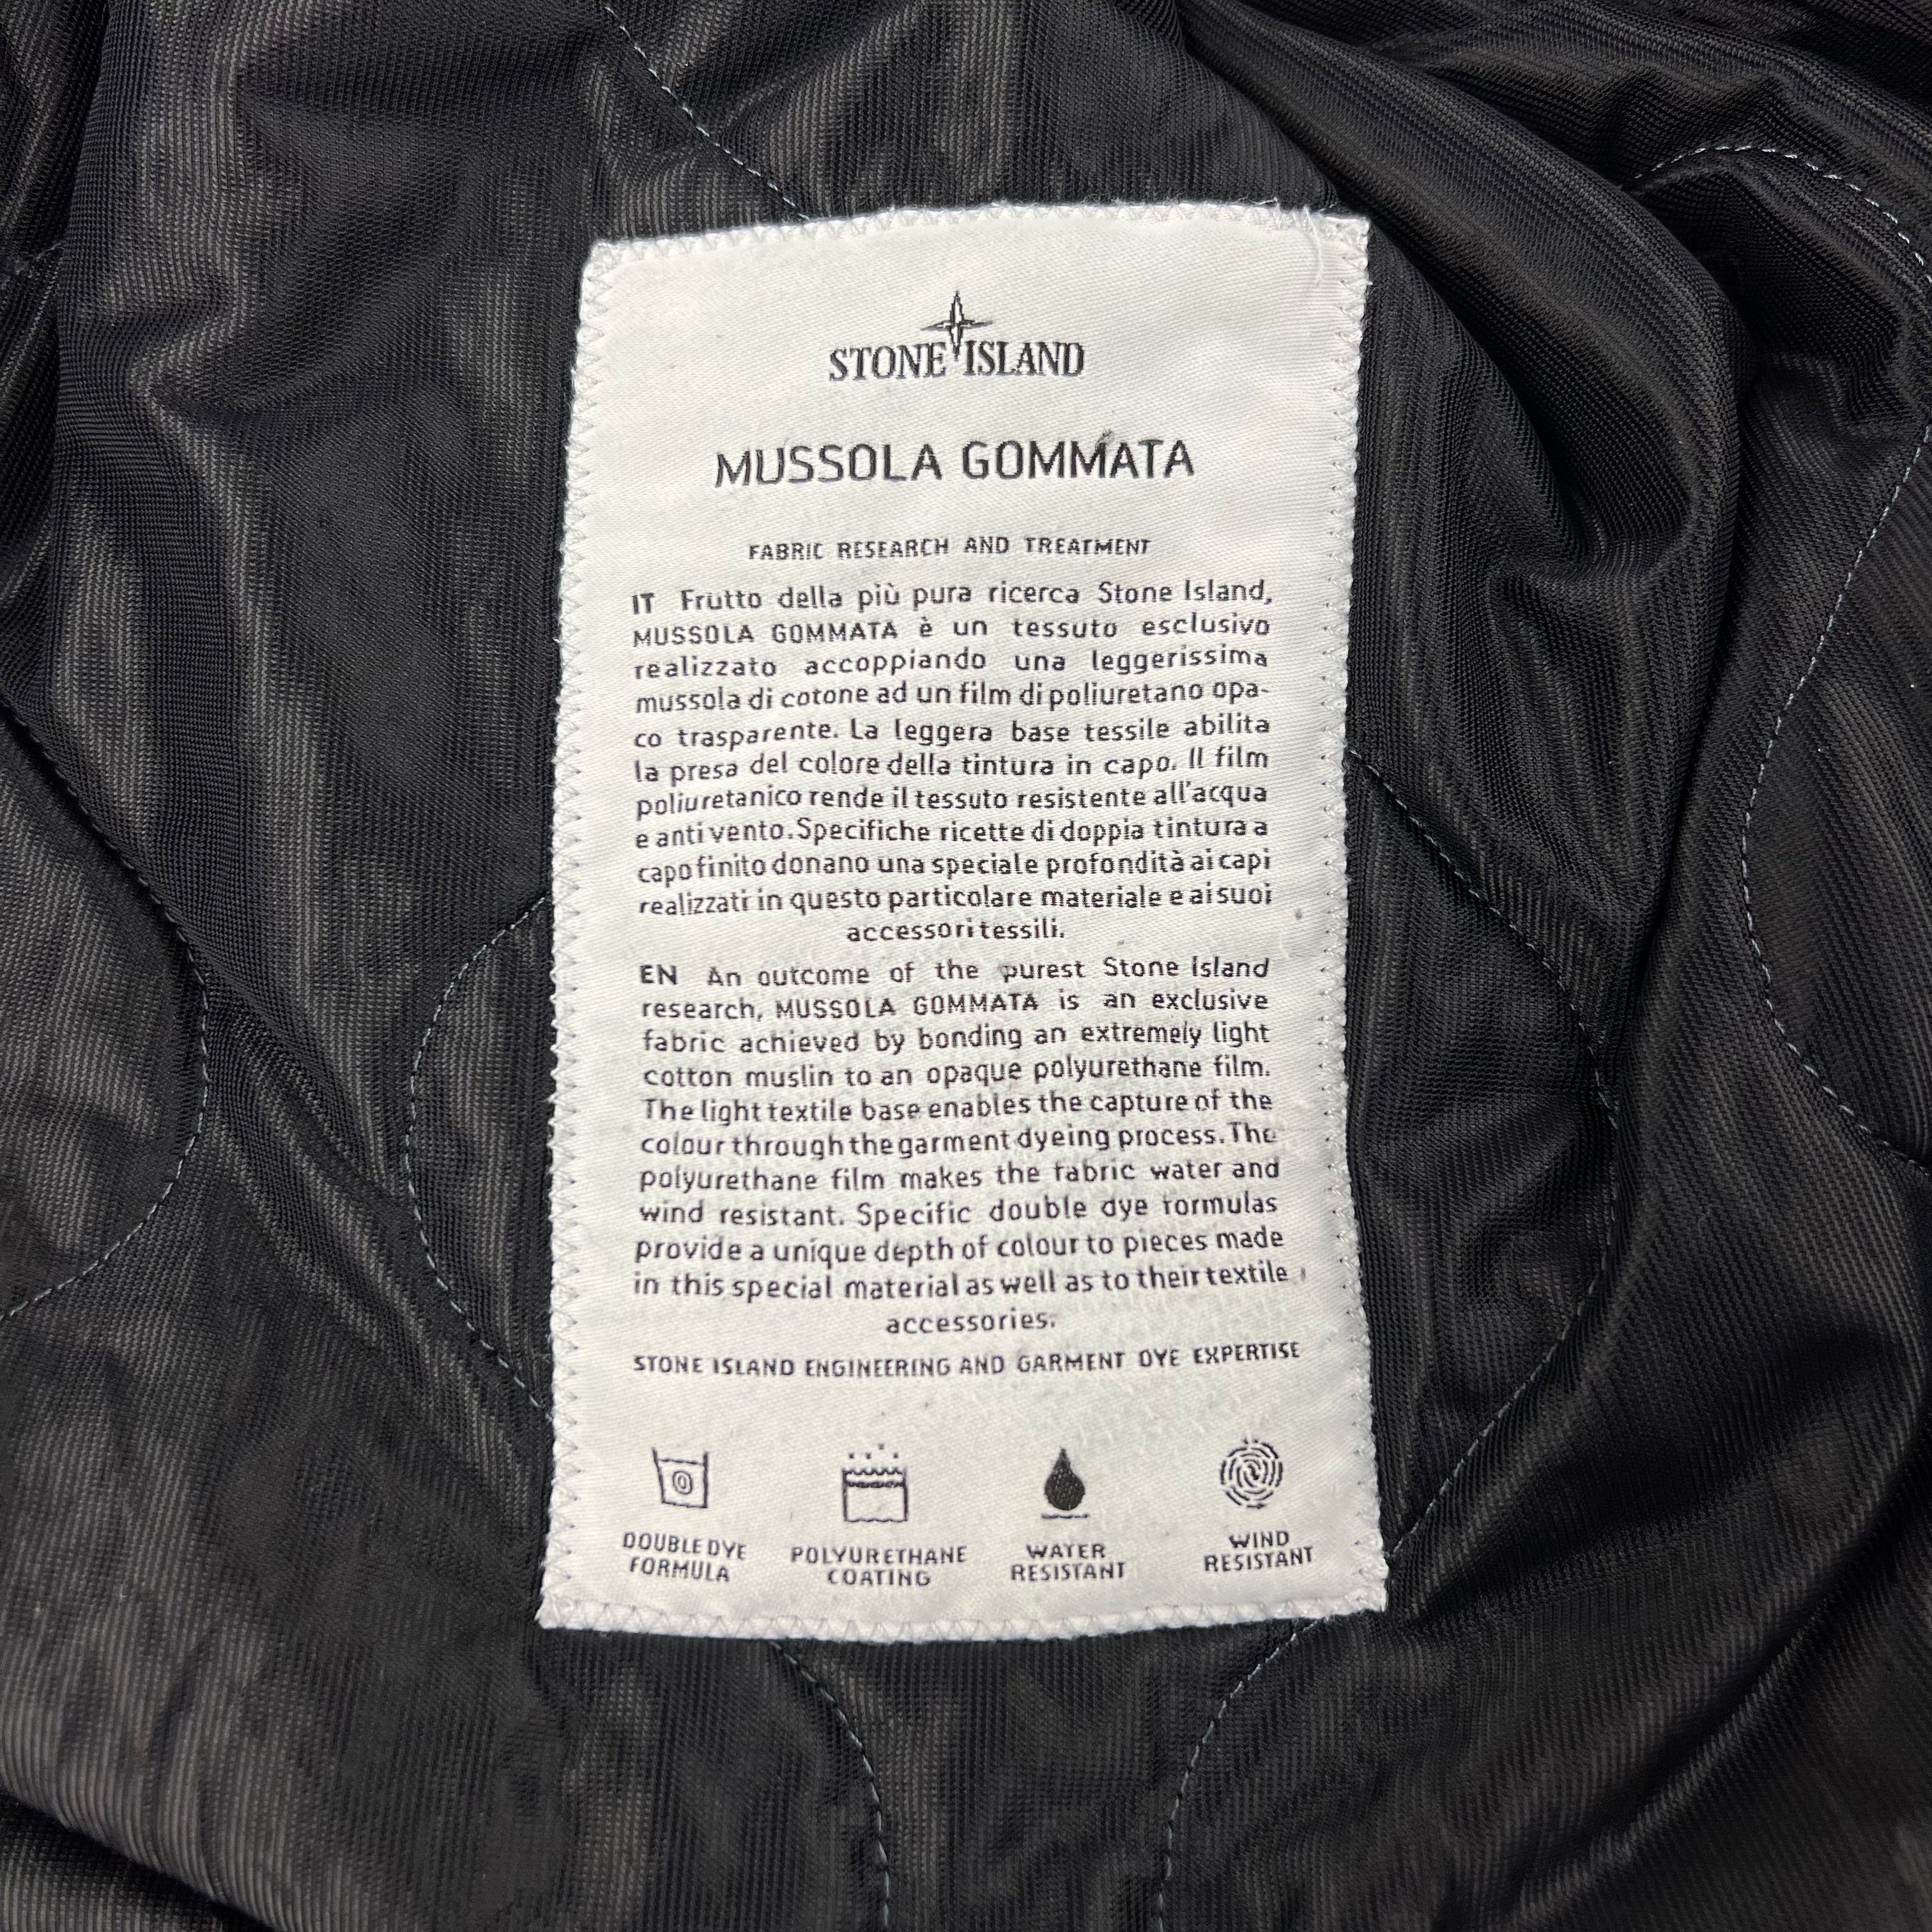 STONE ISLAND
MUSSOLA GOMMATA
FABRIC RESEARCH AND TREATMENT
IT Frutto della più pura ricerca Stone Island,
MUSSOLA GOMMATA è un tessuto esclusivo
realizzato accoppiando una leggerissima
mussola di cotone ad un film di poliuretano opa-
co trasparente. La leggera base tessile abilita
la presa del colore della tintura in capo. Il film
poliuretanico rende il tessuto resistente all'acqua
e anti vento. Specifiche ricette di doppia tintura a
capo finito donano una speciale profondità ai capi
realizzati in questo particolare materiale e ai suoi
accessori tessili.
EN An outcome of the purest Stone Island
research, MUSSOLA GOMMATA is an exclusive
fabric achieved by bonding an extremely light
cotton muslin to an opaque polyurethane film.
The light textile base enables the capture of the
colour through the garment dyeing process. The
polyurethane film makes the fabric water and
wind resistant. Specific double dye formulas
provide a unique depth of colour to pieces made
in this special material as well as to their textile
accessories.
STONE ISLAND ENGINEERING AND GARMENT DYE EXPERTISE
DOUBLE DYE
FORMULA
POLYURETHANE
COATING
WATER
RESISTANT
WIND
RESISTANT